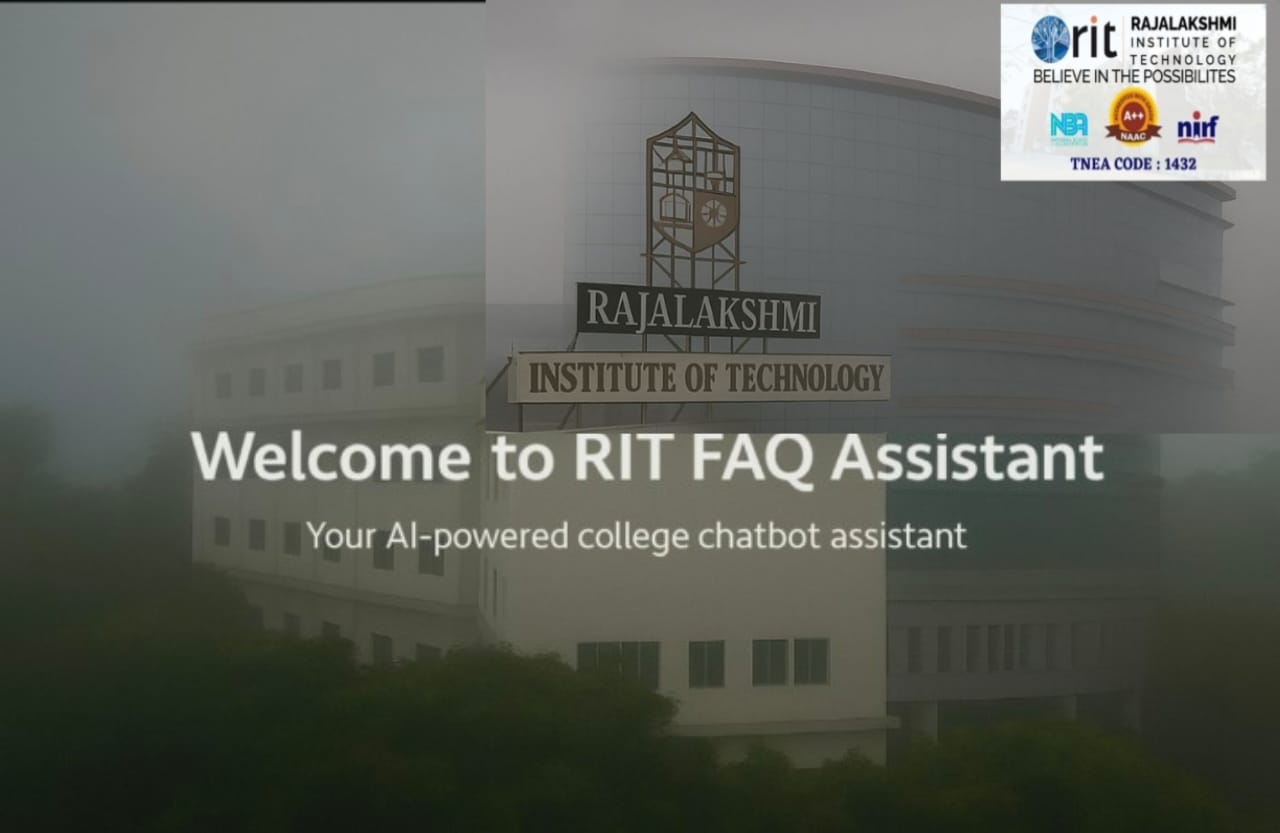 rit
RAJALAKSHMI
INSTITUTE OF
TECHNOLOGY
BELIEVE IN THE POSSIBILITES
NBA
A++
NAAC
nirf
TNEA CODE : 1432
RAJALAKSHMI
INSTITUTE OF TECHNOLOGY
Welcome to RIT FAQ Assistant
Your AI-powered college chatbot assistant